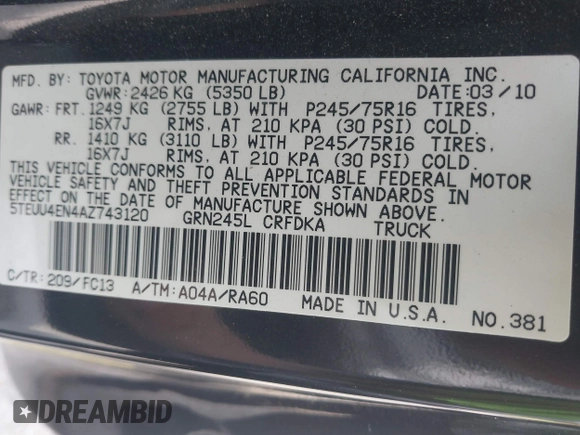 MFD. BY: TOYOTA MOTOR MANUFACTURING CALIFORNIA INC.
GVWR: 2426 KG (5350 LB) DATE: 03/10
GAWR: FRT. 1249 KG (2755 LB) WITH P245/75R16 TIRES,
16X7J RIMS, AT 210 KPA (30 PSI) COLD.
RR. 1410 KG (3110 LB) WITH P245/75R16 TIRES,
16X7J RIMS, AT 210 KPA (30 PSI) COLD.
THIS VEHICLE CONFORMS TO ALL APPLICABLE FEDERAL MOTOR
VEHICLE SAFETY AND THEFT PREVENTION STANDARDS IN
EFFECT ON THE DATE OF MANUFACTURE SHOWN ABOVE.
5TEUU4EN4AZ743120 GRN245L CRFDKA TRUCK
C/TR: 209/FC13 A/TM: A04A/RA60 MADE IN U.S.A. NO. 381
DREAMBID